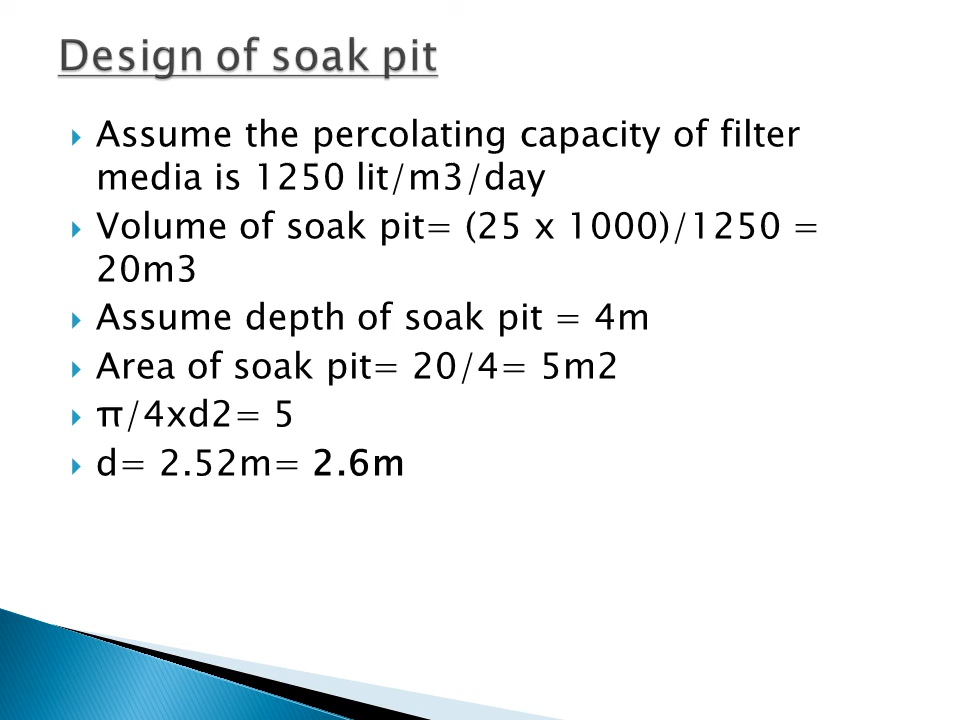 Design of soak pit
Assume the percolating capacity of filter
media is 1250 lit/m3/day
Volume of soak pit= (25 x 1000)/1250 =
20m3
Assume depth of soak pit = 4m
Area of soak pit= 20/4= 5m2
π/4xd2= 5
d= 2.52m= 2.6m